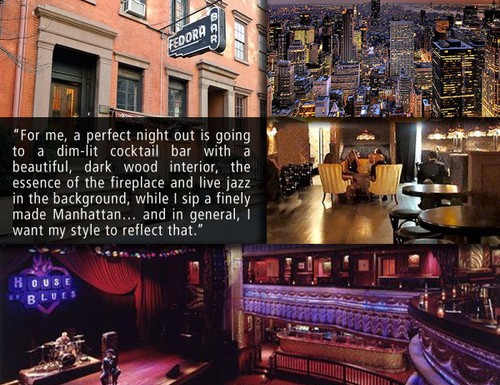 BAR
FEDORA
"For me, a perfect night out is going
to a dim-lit cocktail bar with a
beautiful, dark wood interior, the
essence of the fireplace and live jazz
in the background, while I sip a finely
made Manhattan... and in general, I
want my style to reflect that."
HOUSE
OF BLUES